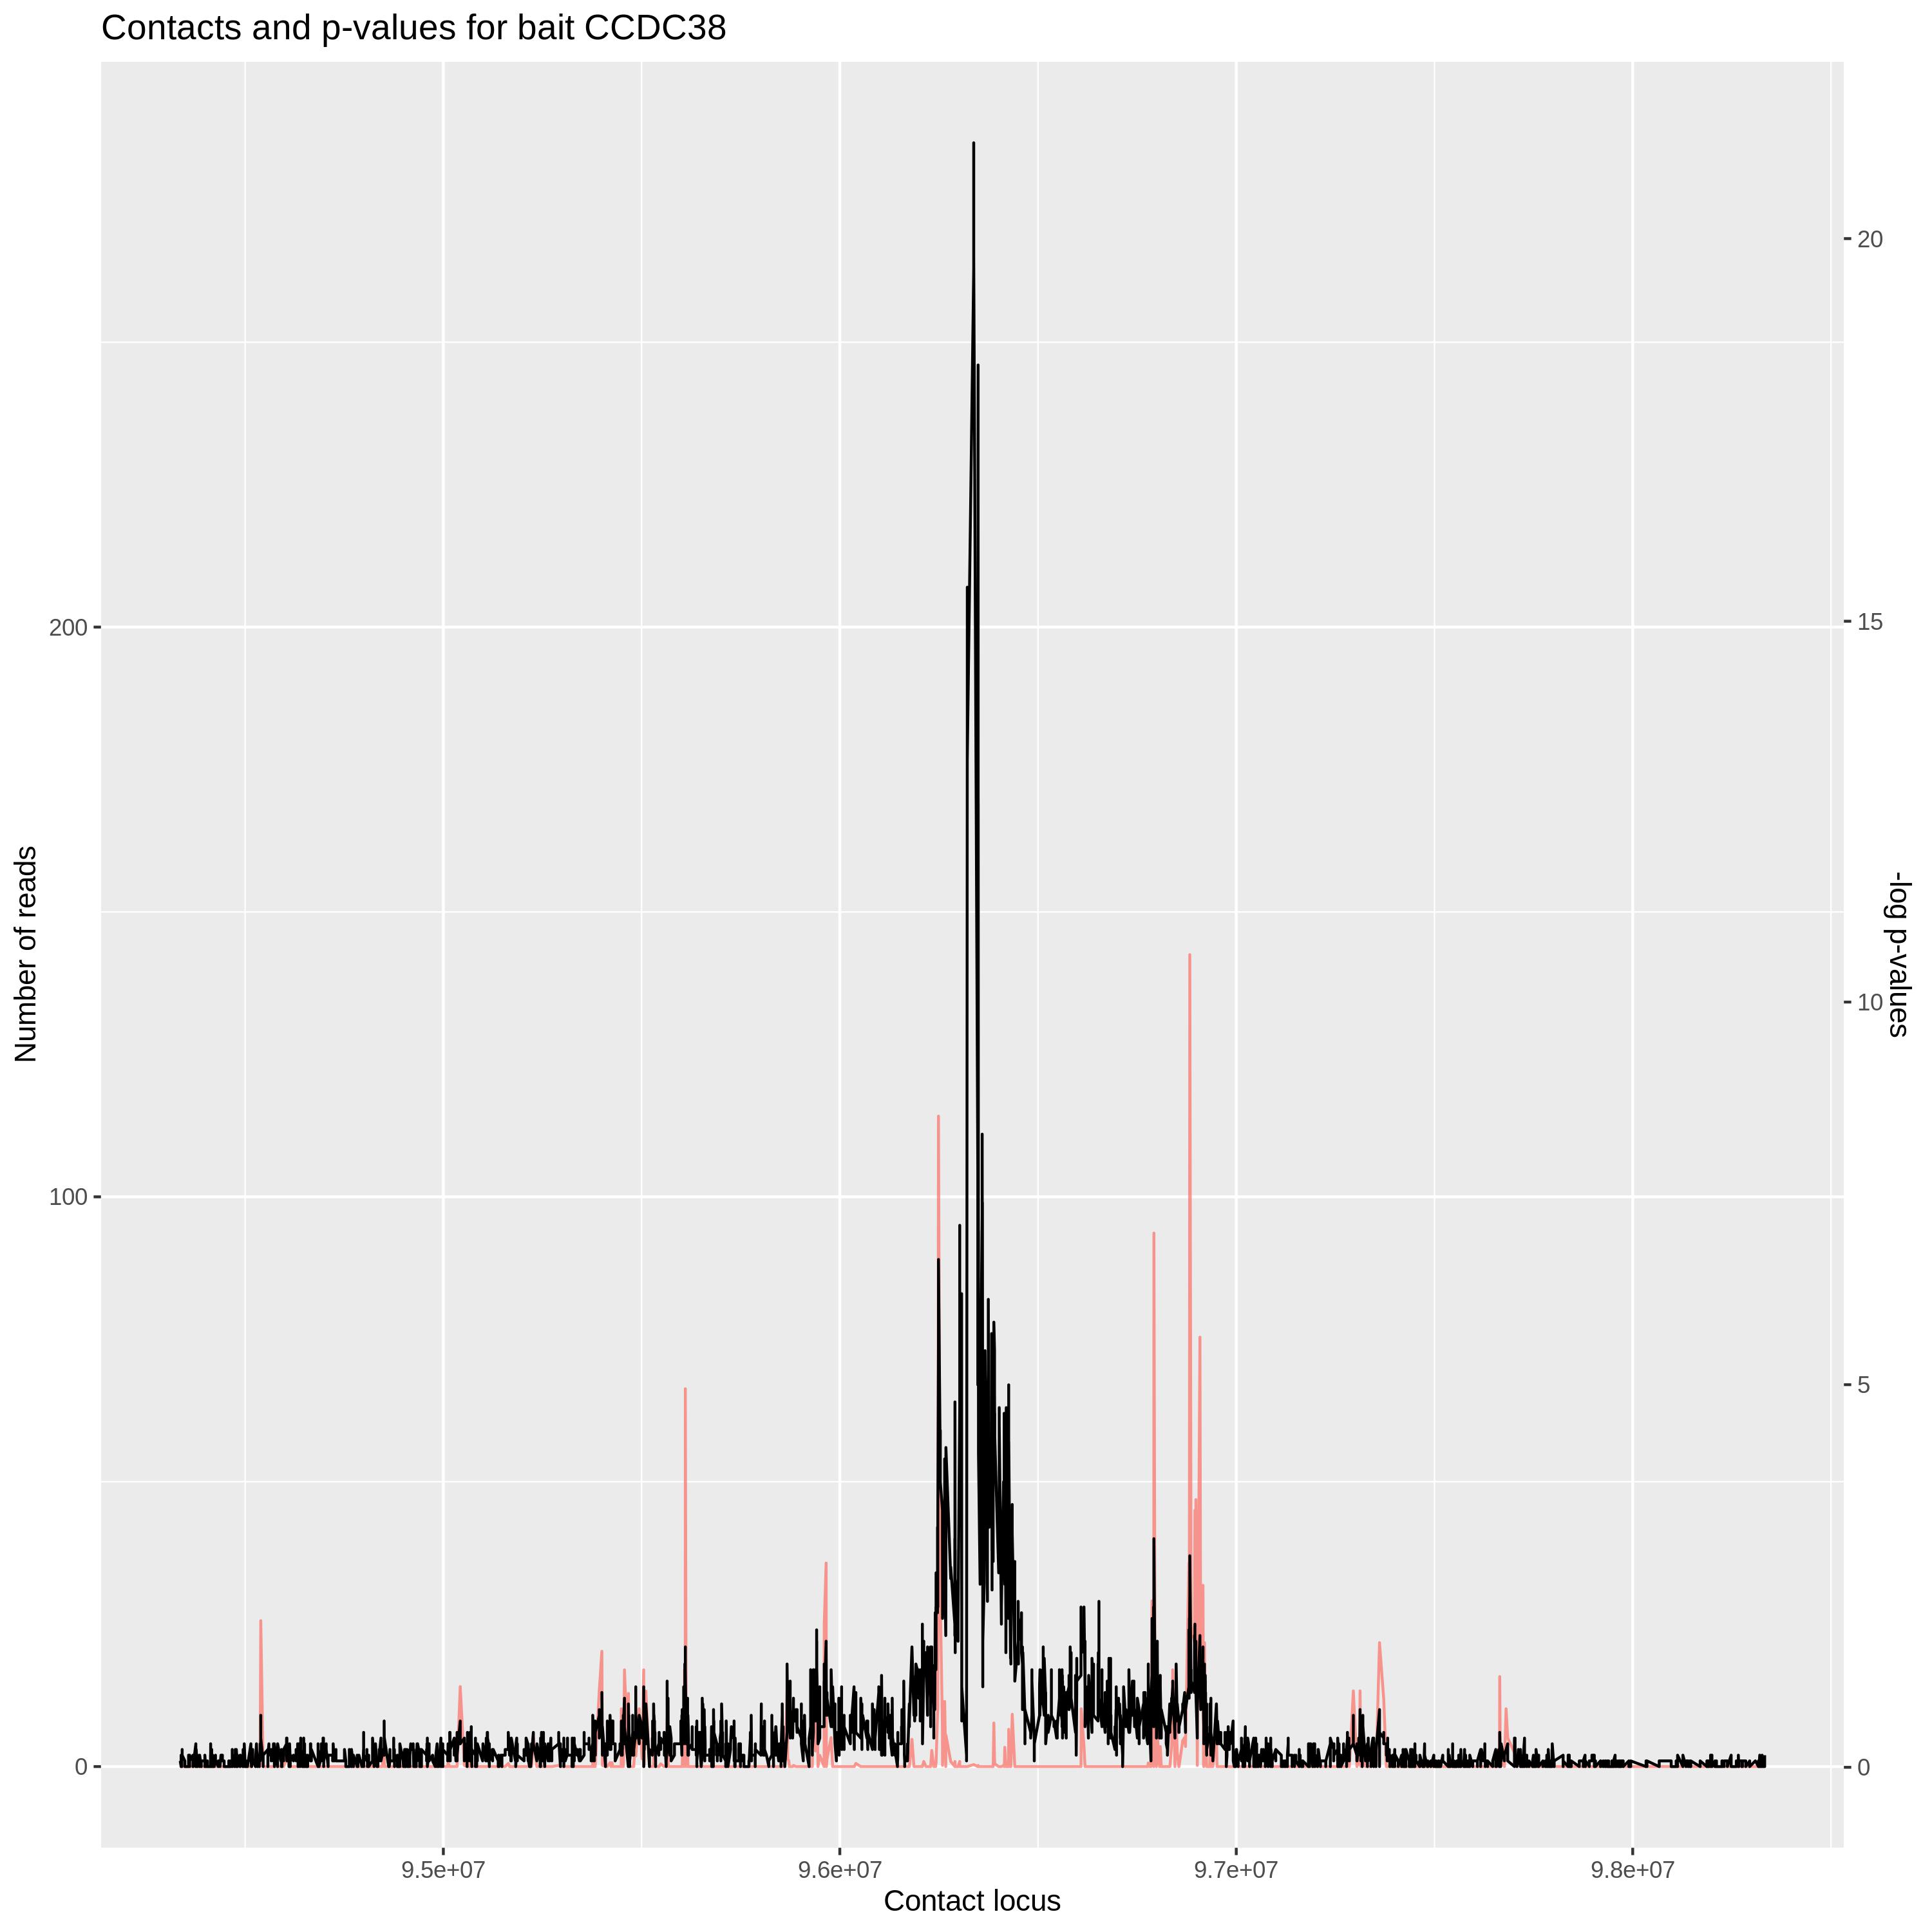 Contacts and p-values for bait CCDC38
Number of reads
200
100
0
20
15
10
5
0
-log p-values
9.5e+07
9.6e+07
9.7e+07
9.8e+07
Contact locus